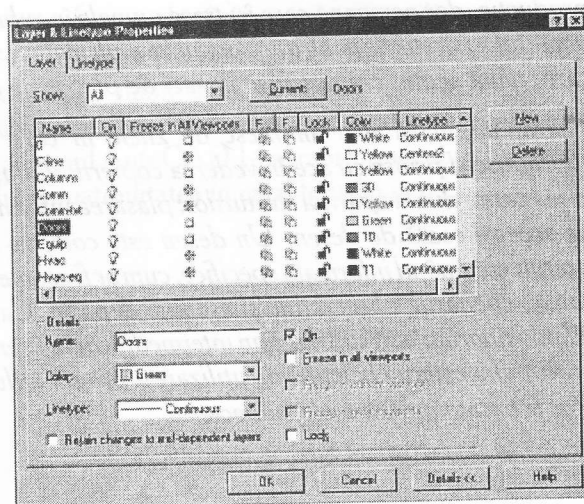 Layer & Linetype Properties
Layer Linetype
Show: All Current: Doors
Name On Freeze in All Viewports F... F... Lock Color Linetype
0 White Continuous
Cline Yellow Center2
Columns Yellow Continuous
Comm 30 Continuous
Comm-txt Yellow Continuous
Doors Green Continuous
Equip 10 Continuous
Hvac White Continuous
Hvac-eq 11 Continuous
New
Delete
Details
Name: Doors On
Freeze in all viewports
Color: Green
Linetype: Continuous
Retain changes to xref-dependent layers Lock
OK Cancel Details << Help